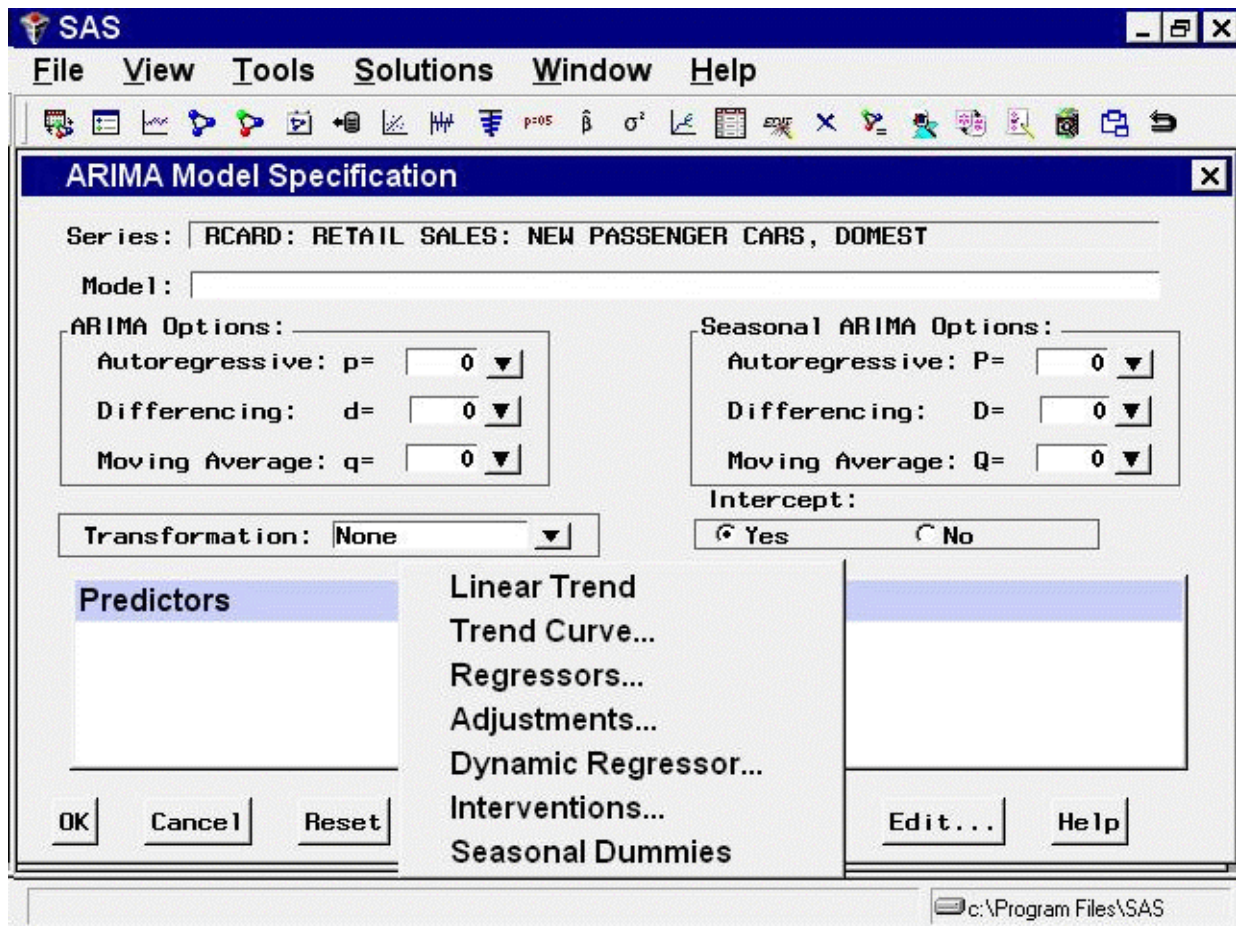 SAS
File View Tools Solutions Window Help
p=05 β̂ σ² EDIT
ARIMA Model Specification
Series: RCARD: RETAIL SALES: NEW PASSENGER CARS, DOMEST
Model:
ARIMA Options:
Autoregressive: p= 0
Differencing: d= 0
Moving Average: q= 0
Seasonal ARIMA Options:
Autoregressive: P= 0
Differencing: D= 0
Moving Average: Q= 0
Transformation: None
Intercept:
Yes No
Predictors
Linear Trend
Trend Curve...
Regressors...
Adjustments...
Dynamic Regressor...
Interventions...
Seasonal Dummies
OK Cancel Reset Edit... Help
c:\Program Files\SAS